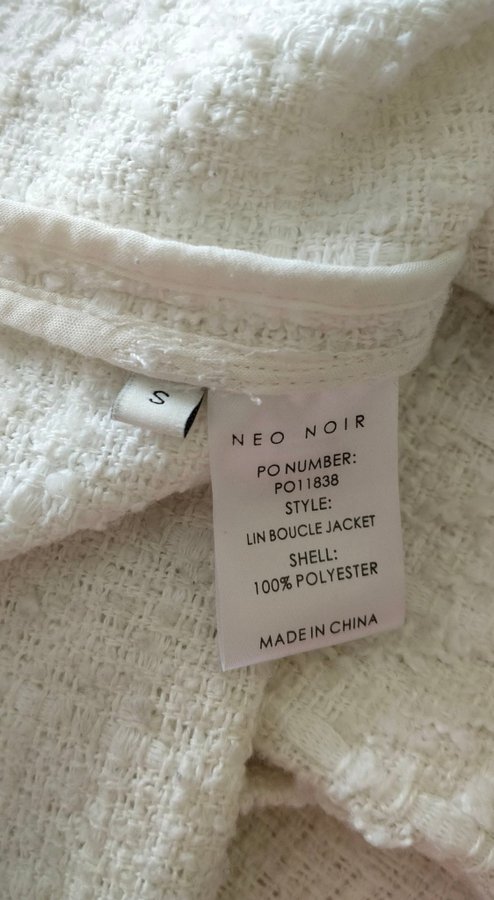 S
NEO NOIR
PO NUMBER:
PO11838
STYLE:
LIN BOUCLE JACKET
SHELL:
100% POLYESTER
MADE IN CHINA